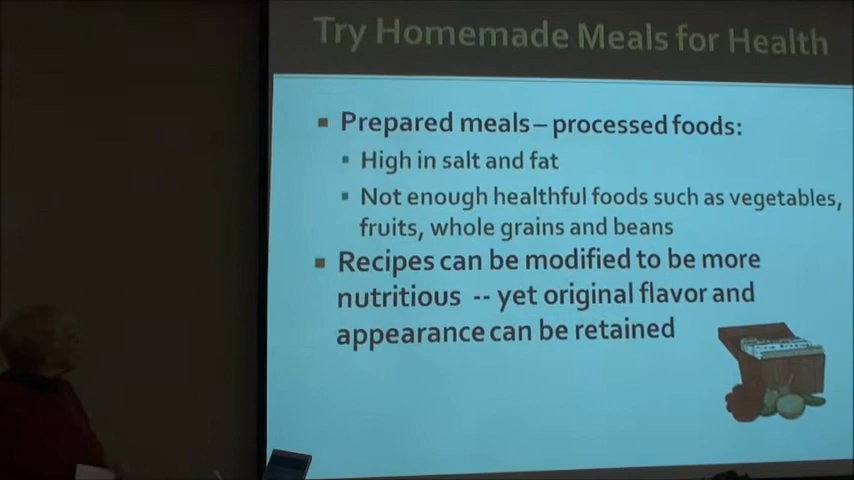 Try Homemade Meals for Health
Prepared meals – processed foods:
High in salt and fat
Not enough healthful foods such as vegetables,
fruits, whole grains and beans
Recipes can be modified to be more
nutritious -- yet original flavor and
appearance can be retained